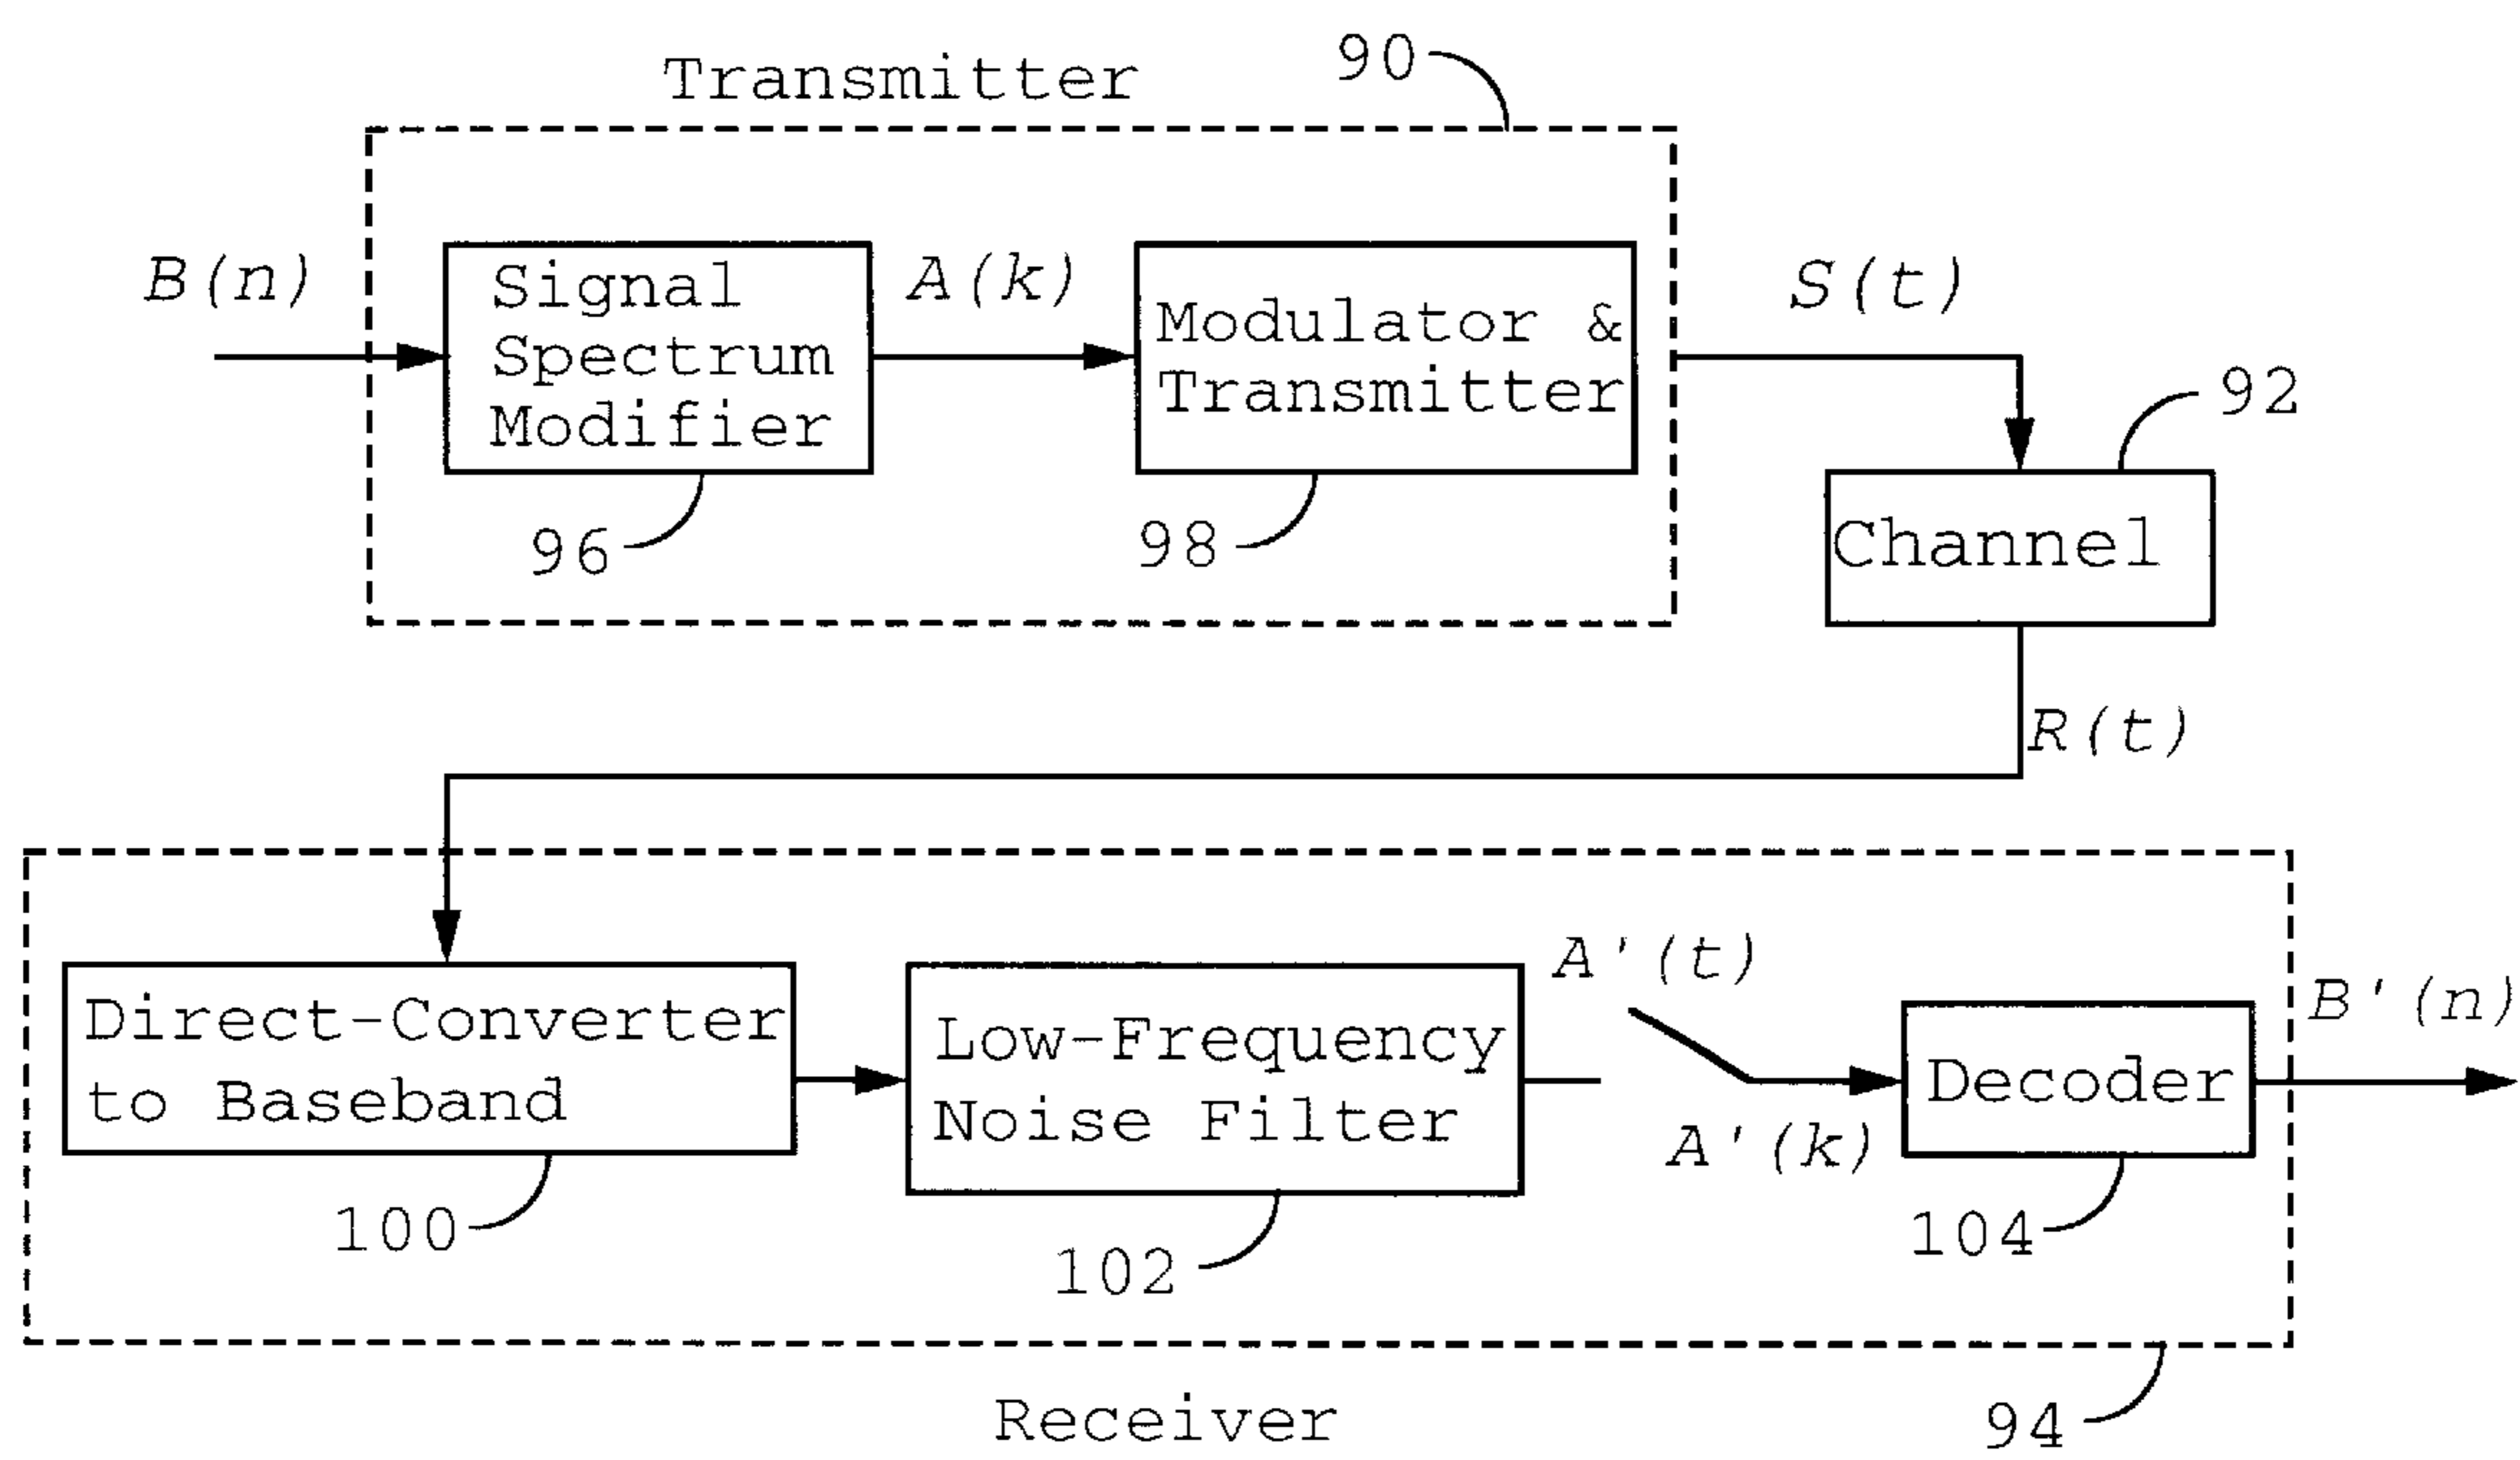 Transmitter
90
B(n)
Signal
Spectrum
Modifier
A(k)
Modulator &
Transmitter
S(t)
92
96
98
Channel
R(t)
Direct-Converter
to Baseband
Low-Frequency
Noise Filter
A'(t)
A'(k)
Decoder
B'(n)
100
102
104
Receiver
94